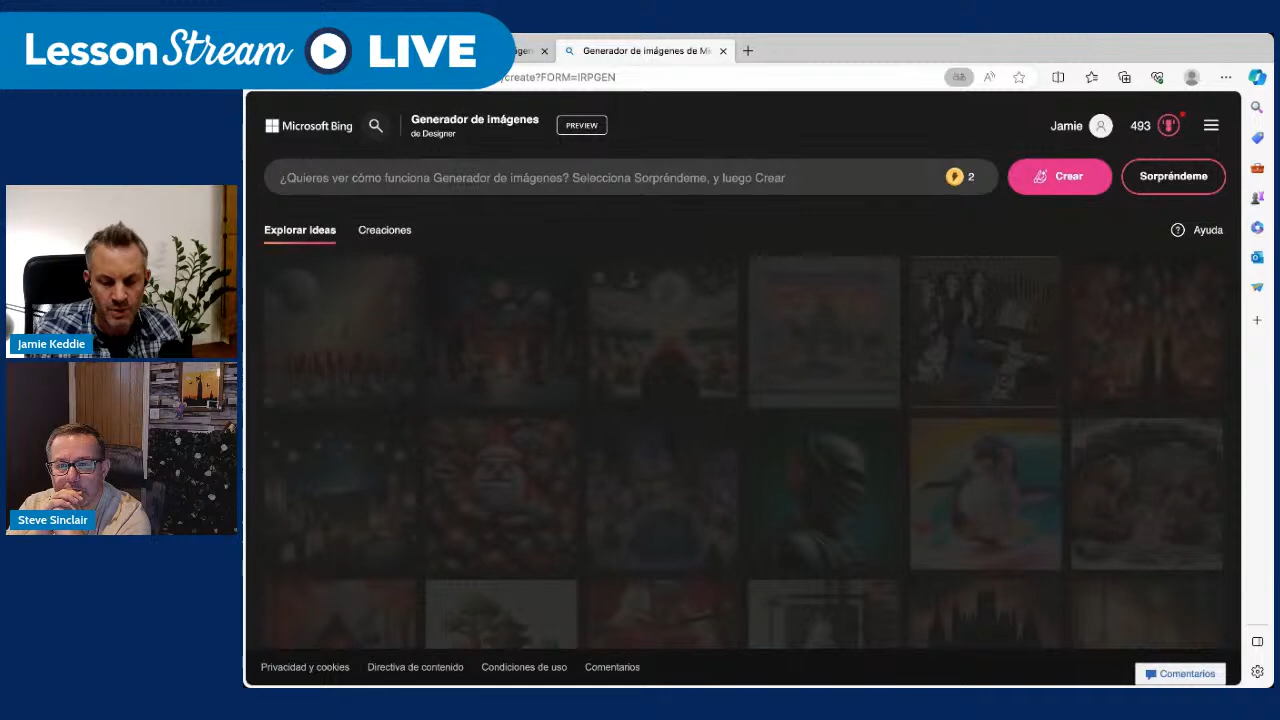 LessonStream LIVE
Generador de imágenes de Mi
/create?FORM=IRPGEN
Microsoft Bing
Generador de imágenes
de Designer
PREVIEW
Jamie
493
¿Quieres ver cómo funciona Generador de imágenes? Selecciona Sorpréndeme, y luego Crear
2
Crear
Sorpréndeme
Explorar ideas
Creaciones
Ayuda
Jamie Keddie
Steve Sinclair
Privacidad y cookies
Directiva de contenido
Condiciones de uso
Comentarios
Comentarios